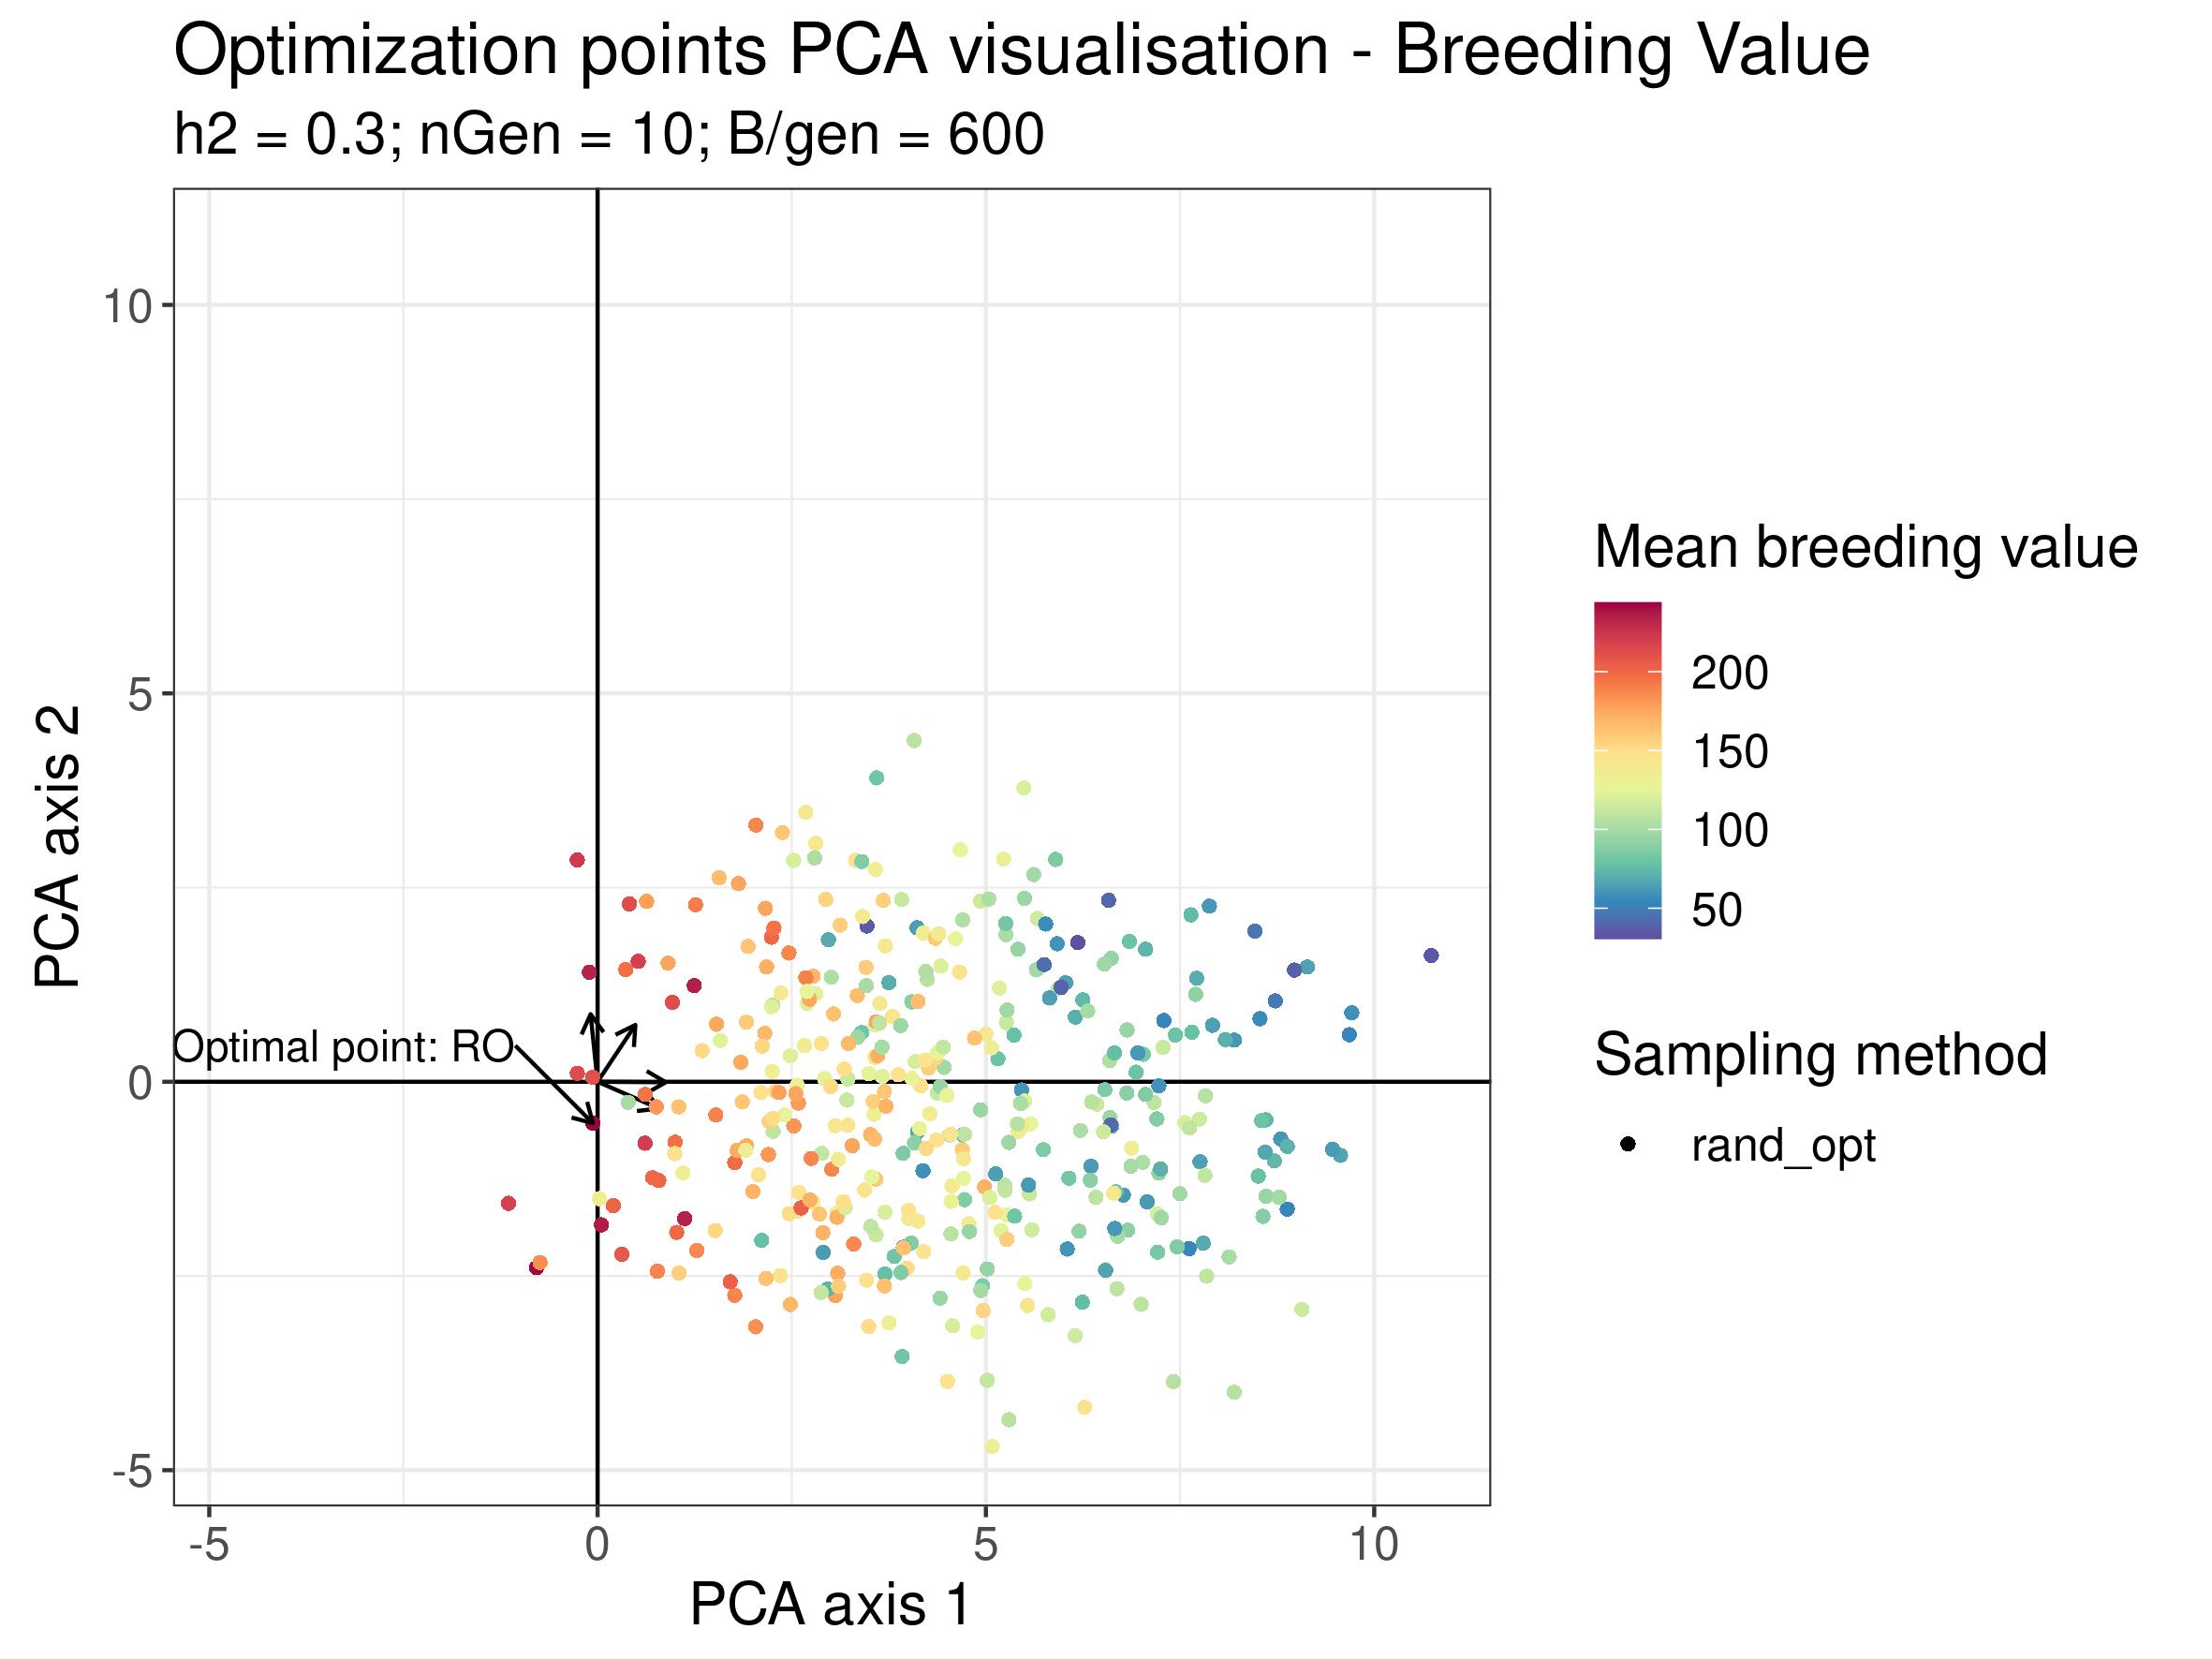 Optimization points PCA visualisation - Breeding Value
h2 = 0.3; nGen = 10; B/gen = 600
PCA axis 2
10
5
0
-5
Optimal point: RO
-5
0
5
10
PCA axis 1
Mean breeding value
200
150
100
50
Sampling method
rand_opt